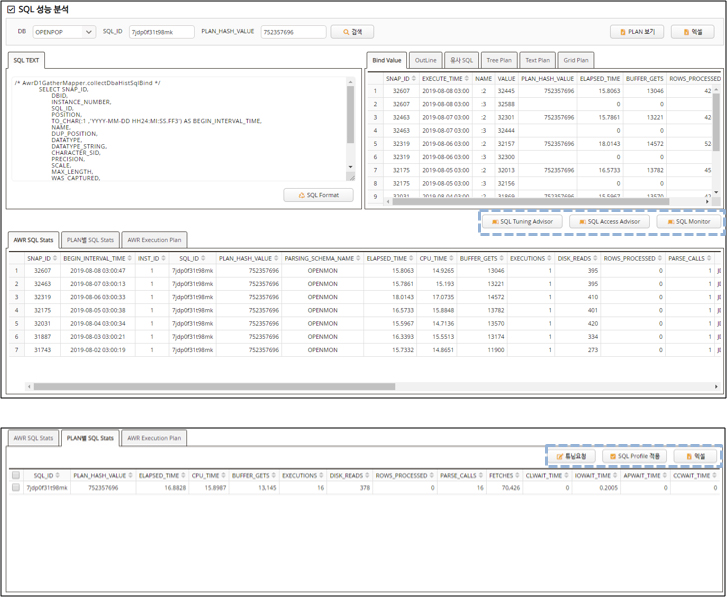 SQL 성능 분석
DB OPENPOP SQL_ID 7jdp0f31t98mk PLAN_HASH_VALUE 752357696 검색 PLAN 보기 엑셀
SQL TEXT
/* AwrD1GatherMapper.collectDbaHistSqlBind */
SELECT SNAP_ID,
DBID,
INSTANCE_NUMBER,
SQL_ID,
POSITION,
TO_CHAR(:1 ,'YYYY-MM-DD HH24:MI:SS.FF3') AS BEGIN_INTERVAL_TIME,
NAME,
DUP_POSITION,
DATATYPE,
DATATYPE_STRING,
CHARACTER_SID,
PRECISION,
SCALE,
MAX_LENGTH,
WAS_CAPTURED,
SQL Format
Bind Value OutLine 유사 SQL Tree Plan Text Plan Grid Plan
SNAP_ID EXECUTE_TIME NAME VALUE PLAN_HASH_VALUE ELAPSED_TIME BUFFER_GETS ROWS_PROCESSED
1 32607 2019-08-08 03:00 :2 32445 752357696 15.8063 13046 42
2 32607 2019-08-08 03:00 :3 32588 0 0
3 32463 2019-08-07 03:00 :2 32301 752357696 15.7861 13221 42
4 32463 2019-08-07 03:00 :3 32444 0 0
5 32319 2019-08-06 03:00 :2 32157 752357696 18.0143 14572 52
6 32319 2019-08-06 03:00 :3 32300 0 0
7 32175 2019-08-05 03:00 :2 32013 752357696 16.5733 13782 45
8 32175 2019-08-05 03:00 :3 32156 0 0
9 32031 2019-08-04 03:00 :2 31869 752357696 15.5967 13570 42
SQL Tuning Advisor SQL Access Advisor SQL Monitor
AWR SQL Stats PLAN별 SQL Stats AWR Execution Plan
SNAP_ID BEGIN_INTERVAL_TIME INST_ID SQL_ID PLAN_HASH_VALUE PARSING_SCHEMA_NAME ELAPSED_TIME CPU_TIME BUFFER_GETS EXECUTIONS DISK_READS ROWS_PROCESSED PARSE_CALLS
1 32607 2019-08-08 03:00:47 1 7jdp0f31t98mk 752357696 OPENMON 15.8063 14.9265 13046 1 395 0 1
2 32463 2019-08-07 03:00:13 1 7jdp0f31t98mk 752357696 OPENMON 15.7861 15.193 13221 1 395 0 1
3 32319 2019-08-06 03:00:33 1 7jdp0f31t98mk 752357696 OPENMON 18.0143 17.0735 14572 1 410 0 1
4 32175 2019-08-05 03:00:38 1 7jdp0f31t98mk 752357696 OPENMON 16.5733 15.8848 13782 1 401 0 1
5 32031 2019-08-04 03:00:34 1 7jdp0f31t98mk 752357696 OPENMON 15.5967 14.7136 13570 1 420 0 1
6 31887 2019-08-03 03:00:21 1 7jdp0f31t98mk 752357696 OPENMON 16.3399 15.5513 13174 1 334 0 1
7 31743 2019-08-02 03:00:19 1 7jdp0f31t98mk 752357696 OPENMON 15.7332 14.8651 11900 1 273 0 1
AWR SQL Stats PLAN별 SQL Stats AWR Execution Plan
튜닝요청 SQL Profile 적용 엑셀
SQL_ID PLAN_HASH_VALUE ELAPSED_TIME CPU_TIME BUFFER_GETS EXECUTIONS DISK_READS ROWS_PROCESSED PARSE_CALLS FETCHES CLWAIT_TIME IOWAIT_TIME APWAIT_TIME CCWAIT_TIME
7jdp0f31t98mk 752357696 16.8828 15.8987 13,145 16 378 0 16 70,426 0 0.2005 0 0